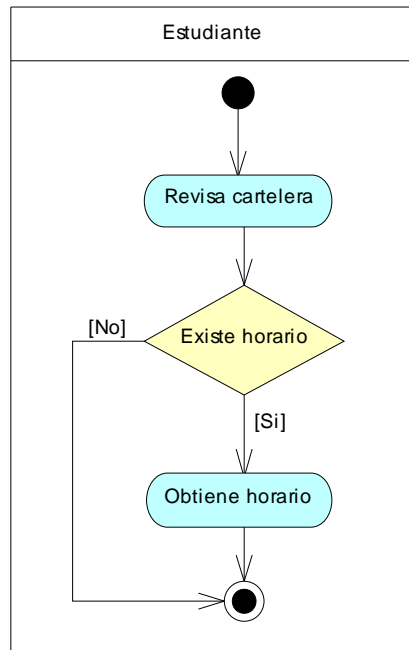 Estudiante
Revisa cartelera
Existe horario
[No]
[Si]
Obtiene horario